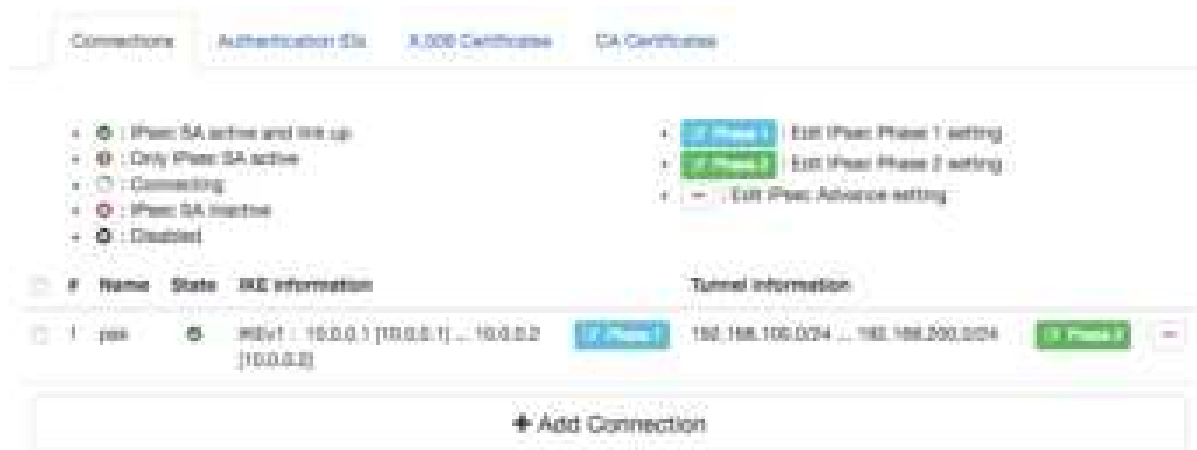 Connections Authentication IDs X.509 Certificates CA Certificates
: IPsec SA active and link up
: Only IPsec SA active
: Connecting
: IPsec SA inactive
: Disabled
Phase 1 : Edit IPsec Phase 1 setting
Phase 2 : Edit IPsec Phase 2 setting
: Edit IPsec Advance setting
# Name State IKE information Tunnel information
1 IKEv1 : 10.0.0.1 [10.0.0.1] ... 10.0.0.2 Phase 1 192.168.100.0/24 ... 192.168.200.0/24 Phase 2
[10.0.0.2]
+ Add Connection